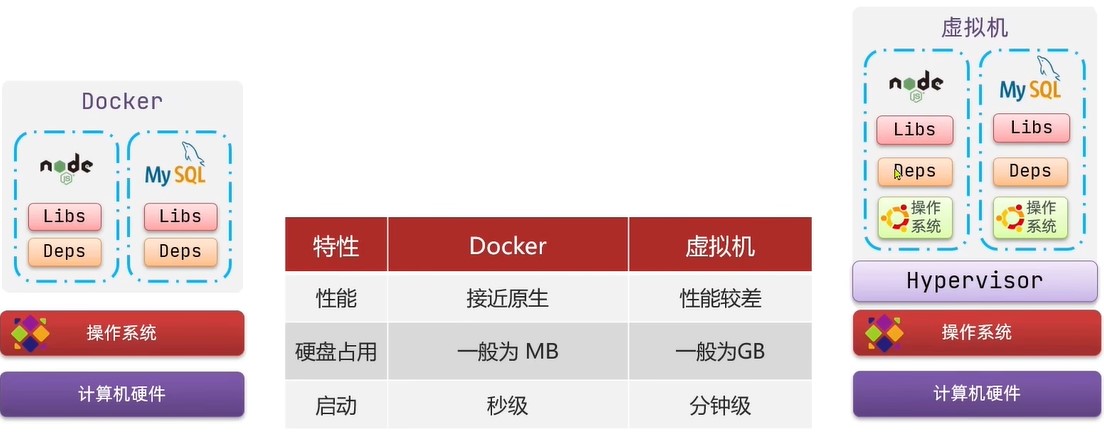 Docker
node
JS
MySQL
Libs
Libs
Deps
Deps
操作系统
计算机硬件
特性 Docker 虚拟机
性能 接近原生 性能较差
硬盘占用 一般为 MB 一般为GB
启动 秒级 分钟级
虚拟机
node
JS
MySQL
Libs
Libs
Deps
Deps
操作
系统
操作
系统
Hypervisor
操作系统
计算机硬件